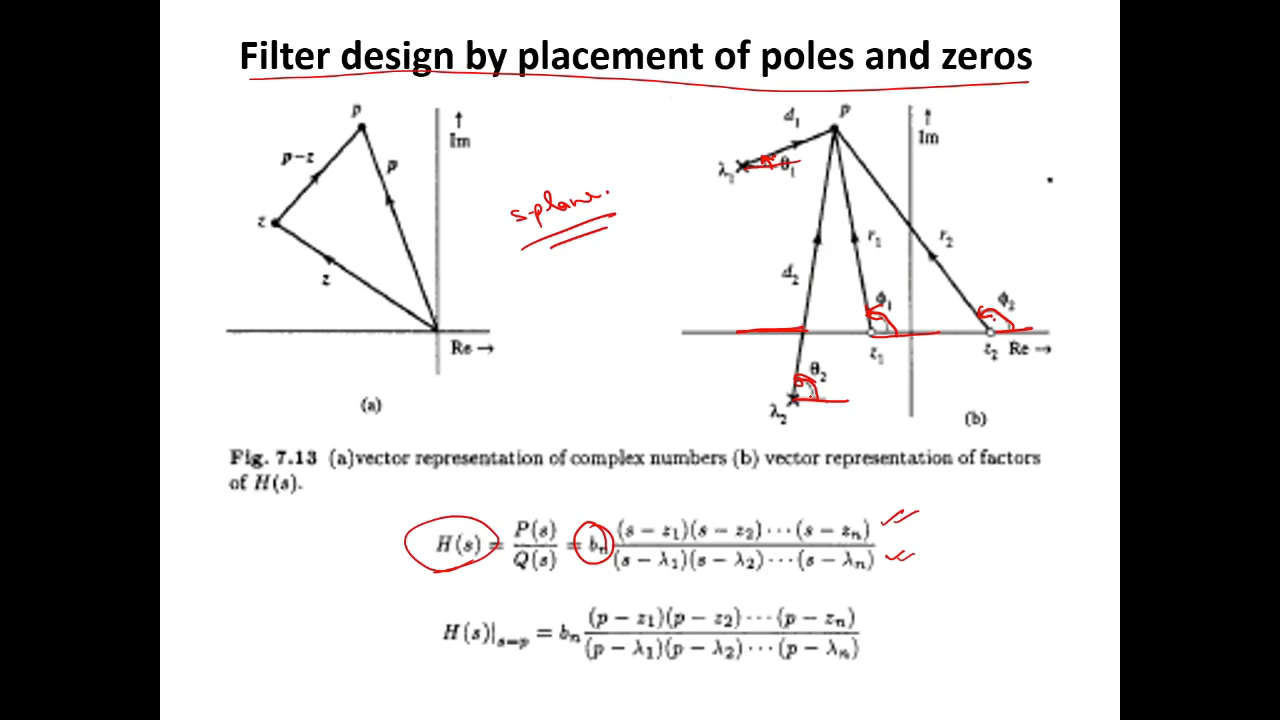 Filter design by placement of poles and zeros
p
↑
Im
p−z
p
z
z
Re →
(a)
s-plane.
d₁
p
↑
Im
λ₁
θ₁
r₁
r₂
d₂
ϕ₁
ϕ₂
z₁
z₂
Re →
θ₂
λ₂
(b)
Fig. 7.13 (a)vector representation of complex numbers (b) vector representation of factors
of H(s).
H(s) = P(s)/Q(s) = bₙ (s − z₁)(s − z₂) ··· (s − zₙ)/(s − λ₁)(s − λ₂) ··· (s − λₙ)
H(s)|ₛ₌ₚ = bₙ (p − z₁)(p − z₂) ··· (p − zₙ)/(p − λ₁)(p − λ₂) ··· (p − λₙ)